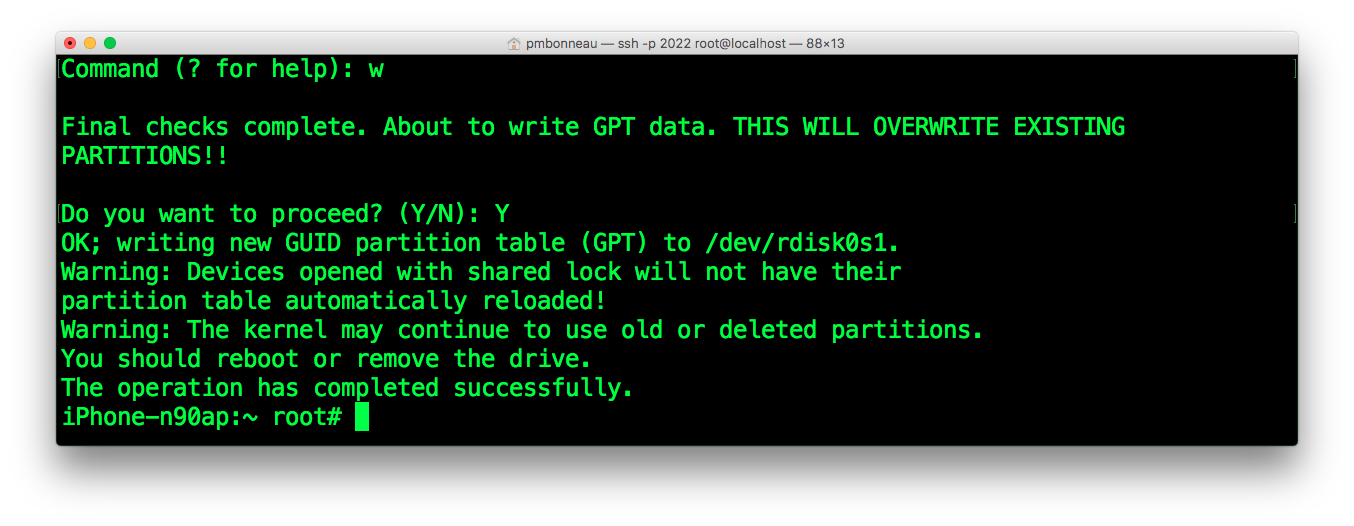 pmbonneau — ssh -p 2022 root@localhost — 88×13
Command (? for help): w
Final checks complete. About to write GPT data. THIS WILL OVERWRITE EXISTING
PARTITIONS!!
Do you want to proceed? (Y/N): Y
OK; writing new GUID partition table (GPT) to /dev/rdisk0s1.
Warning: Devices opened with shared lock will not have their
partition table automatically reloaded!
Warning: The kernel may continue to use old or deleted partitions.
You should reboot or remove the drive.
The operation has completed successfully.
iPhone-n90ap:~ root#